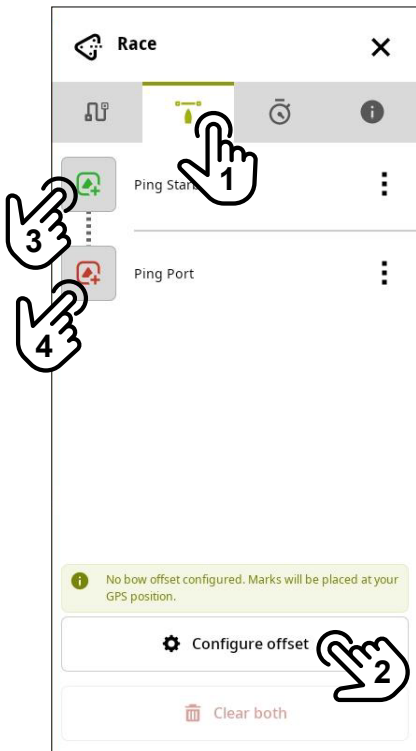 Race
1
Ping Star
3
Ping Port
4
No bow offset configured. Marks will be placed at your
GPS position.
Configure offset
2
Clear both